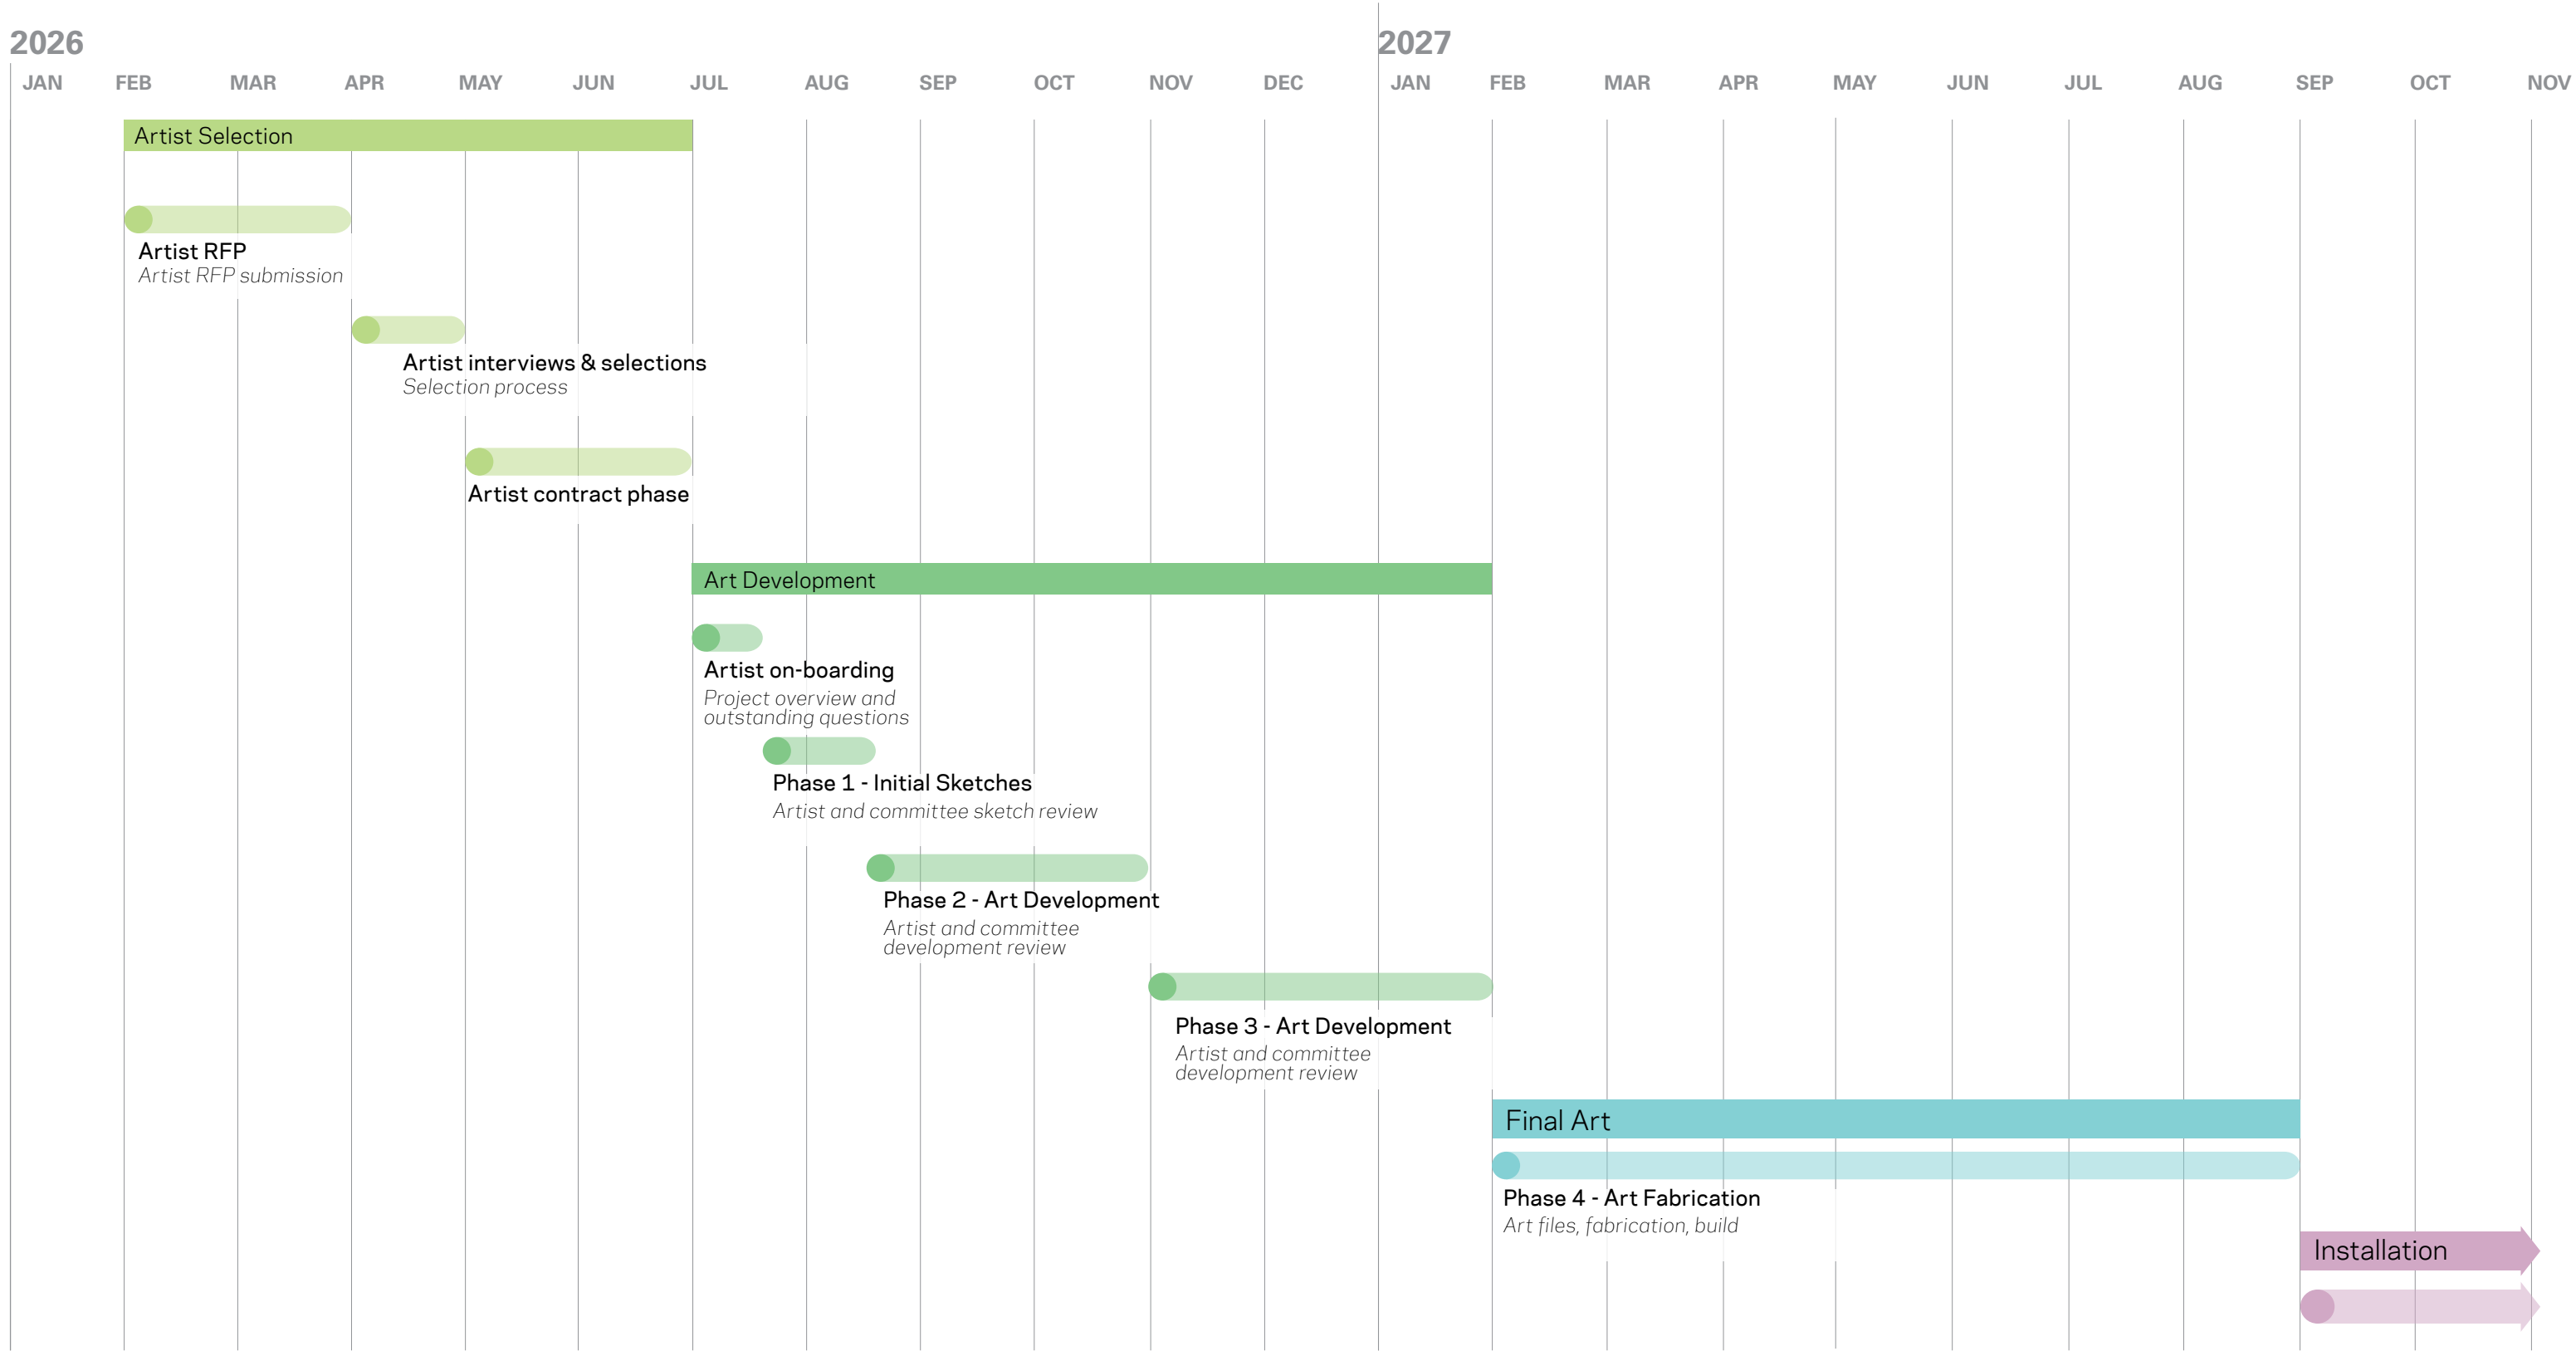 2026
2027
JAN FEB MAR APR MAY JUN JUL AUG SEP OCT NOV DEC JAN FEB MAR APR MAY JUN JUL AUG SEP OCT NOV
Artist Selection
Artist RFP
Artist RFP submission
Artist interviews & selections
Selection process
Artist contract phase
Art Development
Artist on-boarding
Project overview and
outstanding questions
Phase 1 - Initial Sketches
Artist and committee sketch review
Phase 2 - Art Development
Artist and committee
development review
Phase 3 - Art Development
Artist and committee
development review
Final Art
Phase 4 - Art Fabrication
Art files, fabrication, build
Installation